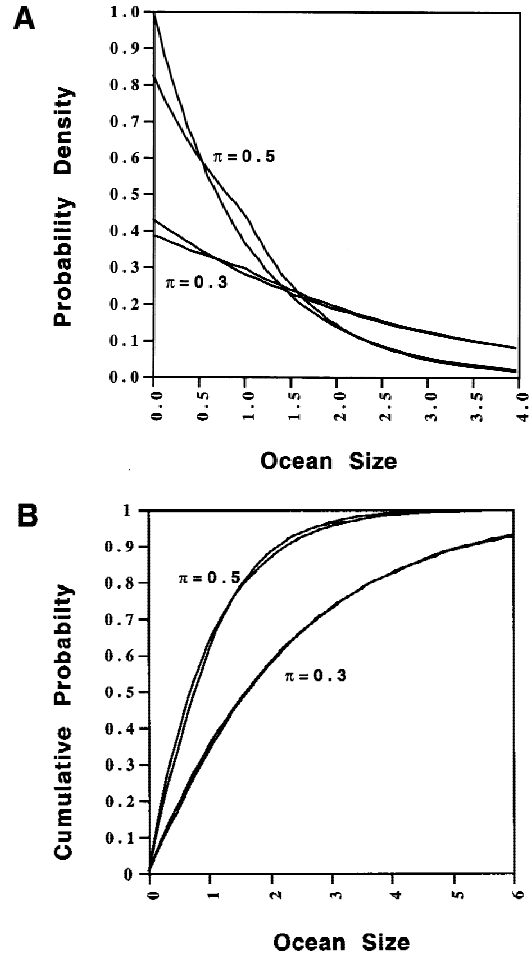 A
1.0
0.9
0.8
0.7
0.6
0.5
0.4
0.3
0.2
0.1
0.0
Probability Density
π=0.5
π=0.3
0.0 0.5 1.0 1.5 2.0 2.5 3.0 3.5 4.0
Ocean Size
B
1
0.9
0.8
0.7
0.6
0.5
0.4
0.3
0.2
0.1
0
Cumulative Probabilty
π=0.5
π=0.3
0 1 2 3 4 5 6
Ocean Size